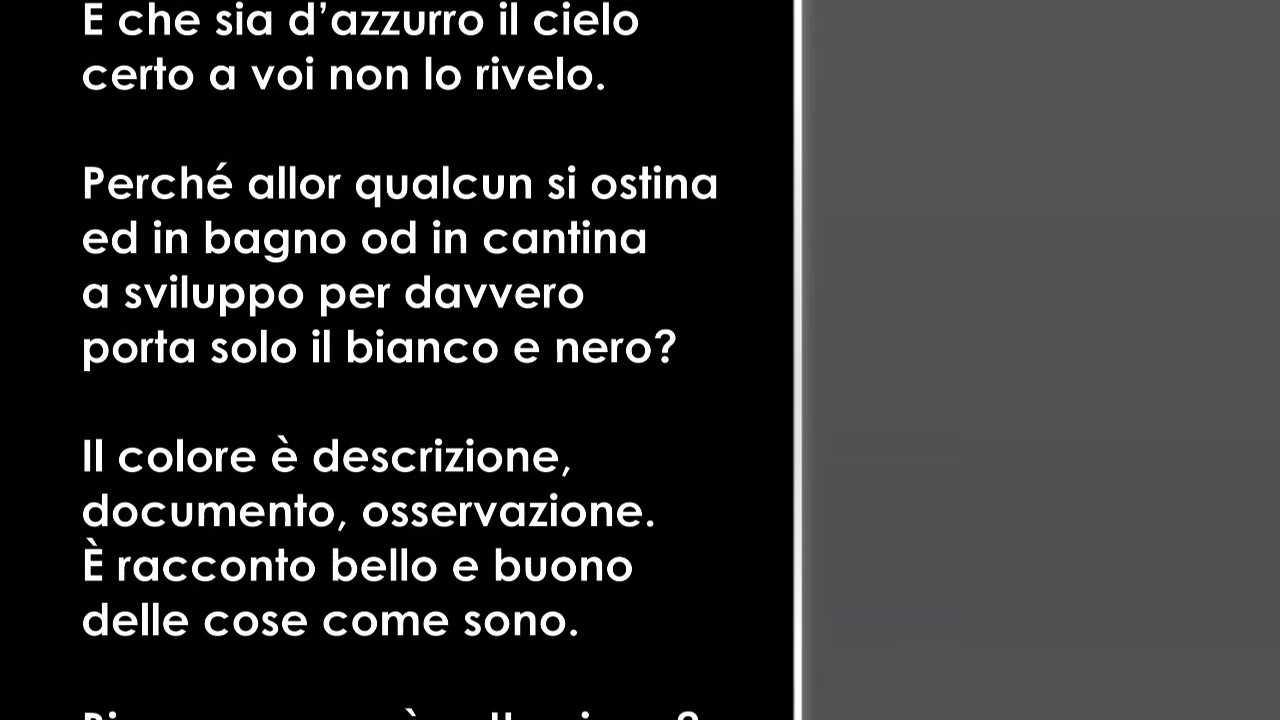 E che sia d’azzurro il cielo
certo a voi non lo rivelo.
Perché allor qualcun si ostina
ed in bagno od in cantina
a sviluppo per davvero
porta solo il bianco e nero?
Il colore è descrizione,
documento, osservazione.
È racconto bello e buono
delle cose come sono.